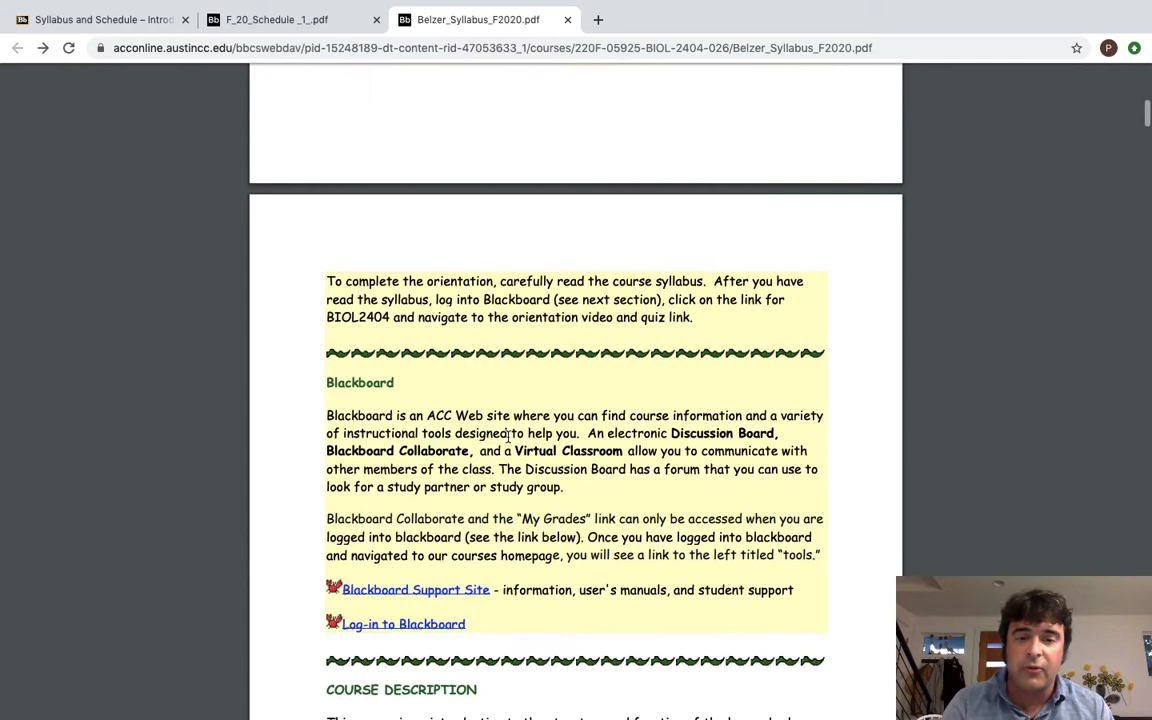 Bb Syllabus and Schedule – Introd
Bb F_20_Schedule _1_.pdf
Bb Belzer_Syllabus_F2020.pdf
acconline.austincc.edu/bbcswebdav/pid-15248189-dt-content-rid-47053633_1/courses/220F-05925-BIOL-2404-026/Belzer_Syllabus_F2020.pdf
P
To complete the orientation, carefully read the course syllabus. After you have
read the syllabus, log into Blackboard (see next section), click on the link for
BIOL2404 and navigate to the orientation video and quiz link.
Blackboard
Blackboard is an ACC Web site where you can find course information and a variety
of instructional tools designed to help you. An electronic Discussion Board,
Blackboard Collaborate, and a Virtual Classroom allow you to communicate with
other members of the class. The Discussion Board has a forum that you can use to
look for a study partner or study group.
Blackboard Collaborate and the “My Grades” link can only be accessed when you are
logged into blackboard (see the link below). Once you have logged into blackboard
and navigated to our courses homepage, you will see a link to the left titled “tools.”
Blackboard Support Site - information, user's manuals, and student support
Log-in to Blackboard
COURSE DESCRIPTION